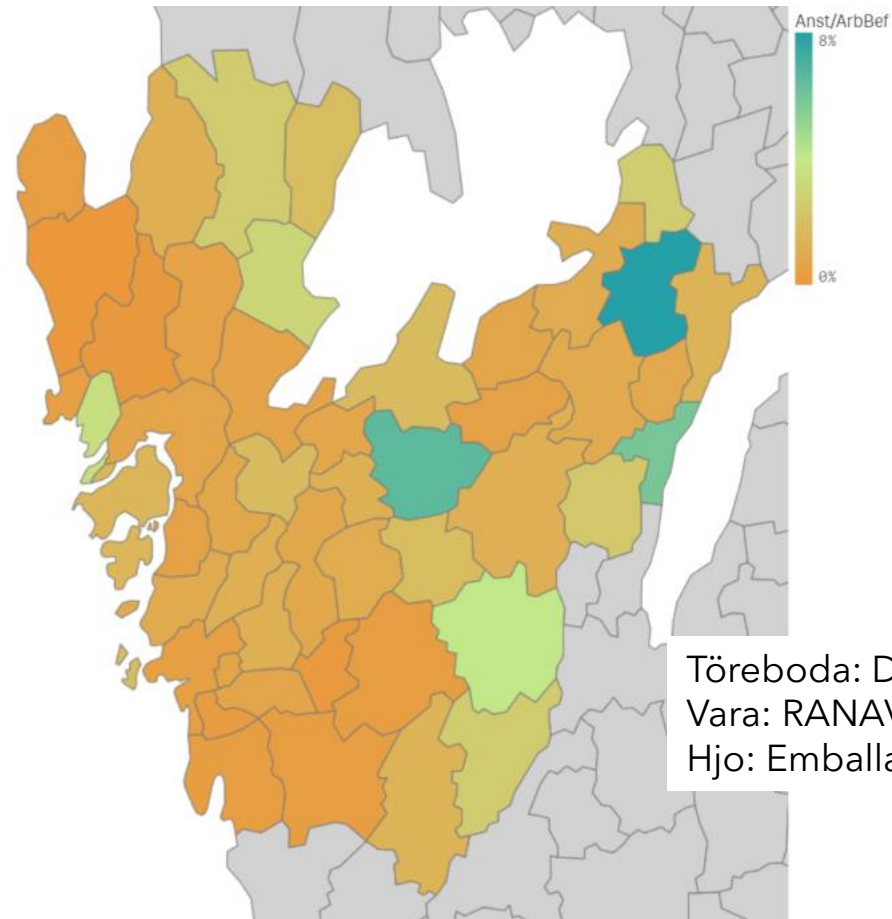 Anst/ArbBef
8%
0%
Töreboda: D
Vara: RANAV
Hjo: Emballa